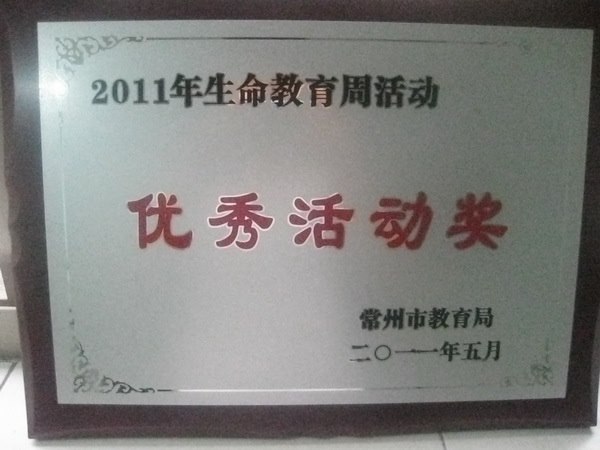 2011年生命教育周活动
优秀活动奖
常州市教育局
二〇一一年五月